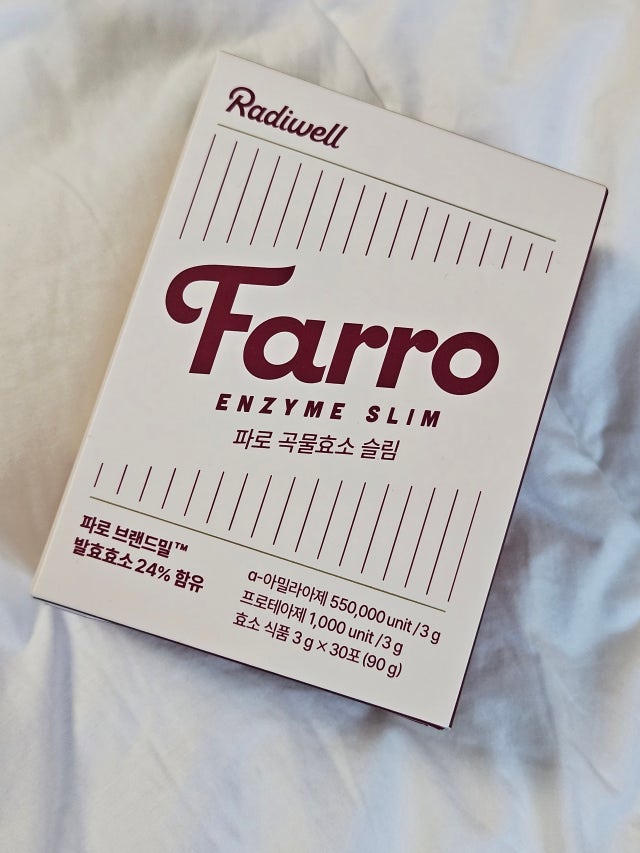 Radiwell
Farro
ENZYME SLIM
파로 곡물효소 슬림
파로 브랜드밀™
발효효소 24% 함유
α-아밀라아제 550,000 unit/3 g
프로테아제 1,000 unit/3 g
효소 식품 3 g × 30포 (90 g)